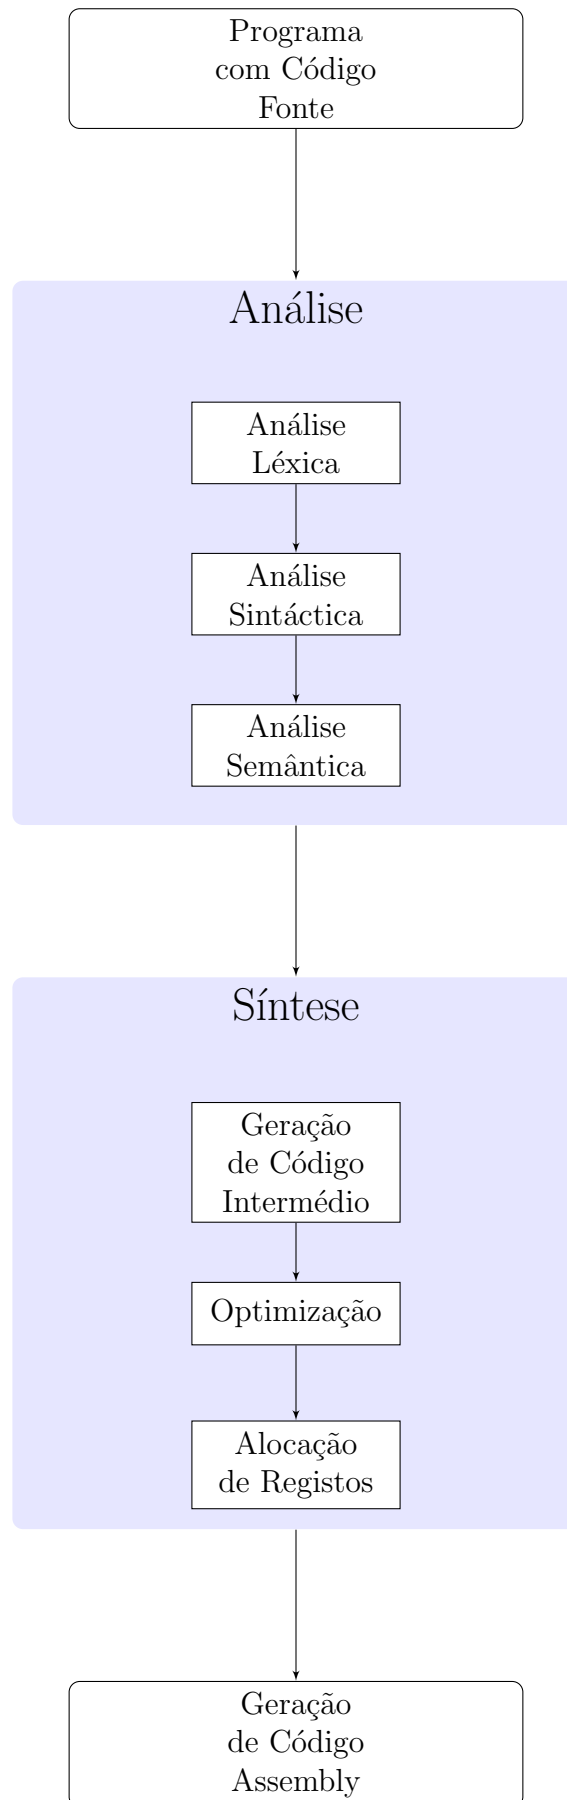 Programa
com Código
Fonte
Análise
Análise
Léxica
Análise
Sintáctica
Análise
Semântica
Síntese
Geração
de Código
Intermédio
Optimização
Alocação
de Registos
Geração
de Código
Assembly